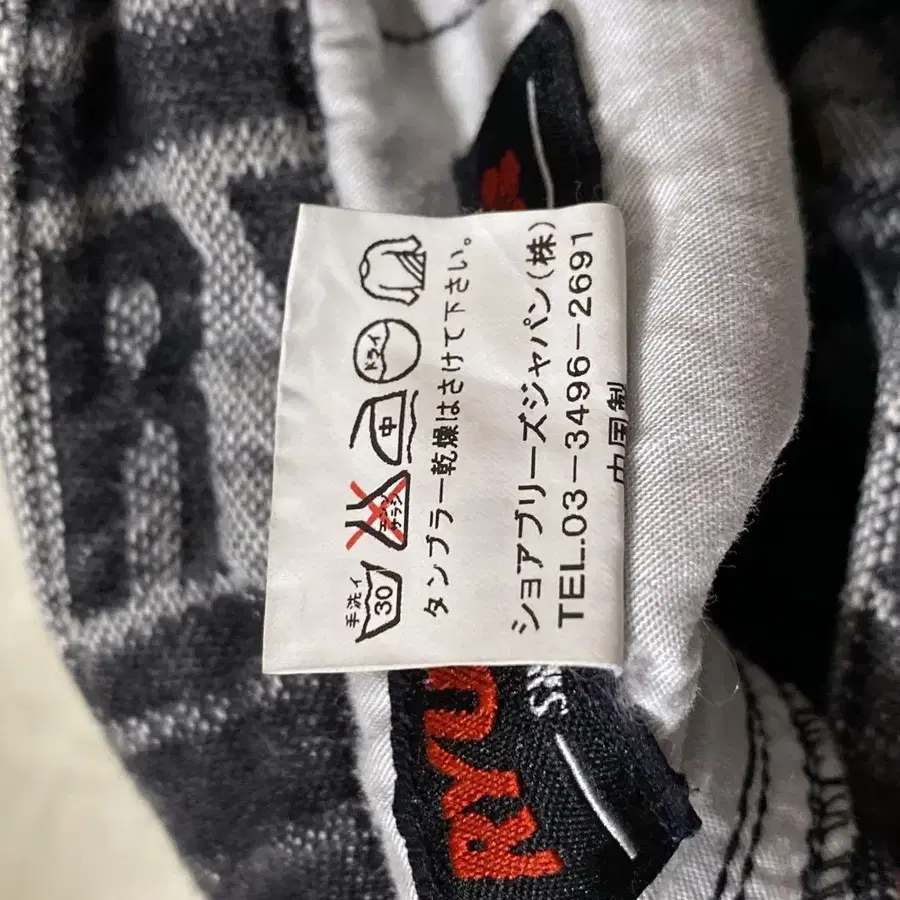 手洗イ
30
エンソ
サラシ
中
ドライ
タンブラー乾燥はさけて下さい。
ショアブリーズジャパン(株)
TEL.03-3496-2691
中国製
RYU